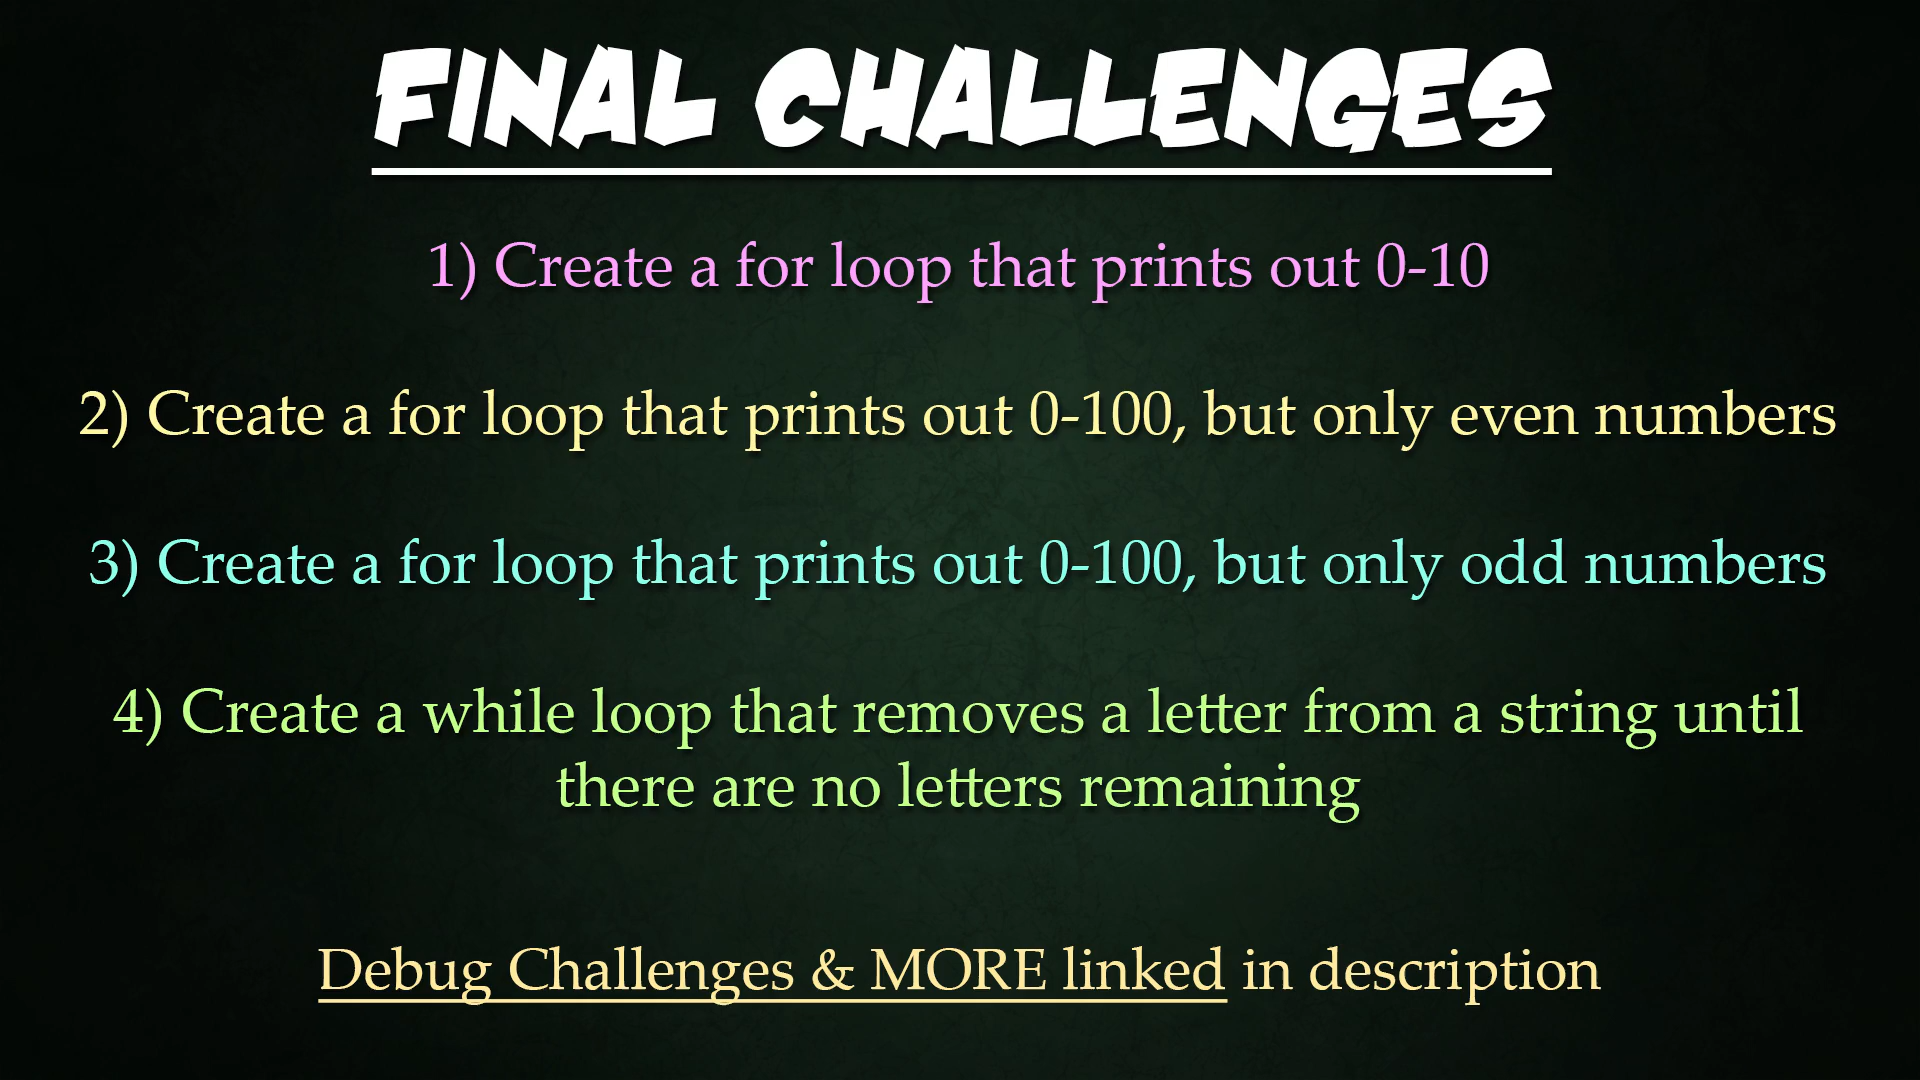 FINAL CHALLENGES
1) Create a for loop that prints out 0-10
2) Create a for loop that prints out 0-100, but only even numbers
3) Create a for loop that prints out 0-100, but only odd numbers
4) Create a while loop that removes a letter from a string until
there are no letters remaining
Debug Challenges & MORE linked in description